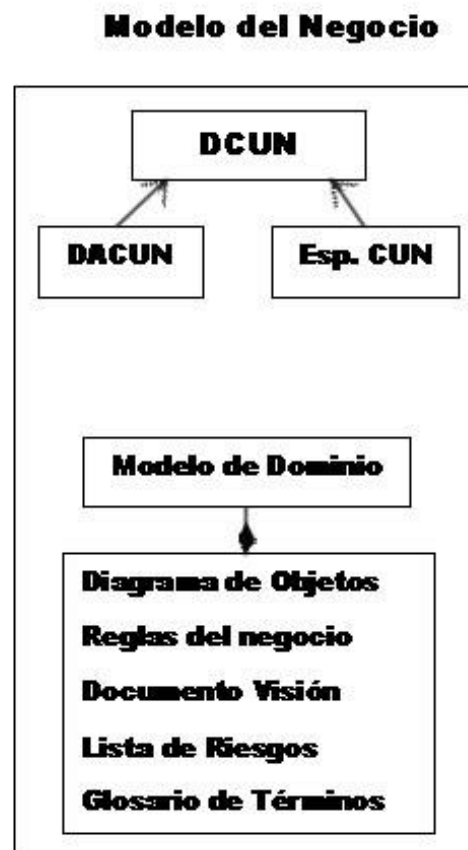 Modelo del Negocio
DCUN
DACUN
Esp. CUN
Modelo de Dominio
Diagrama de Objetos
Reglas del negocio
Documento Visión
Lista de Riesgos
Glosario de Términos